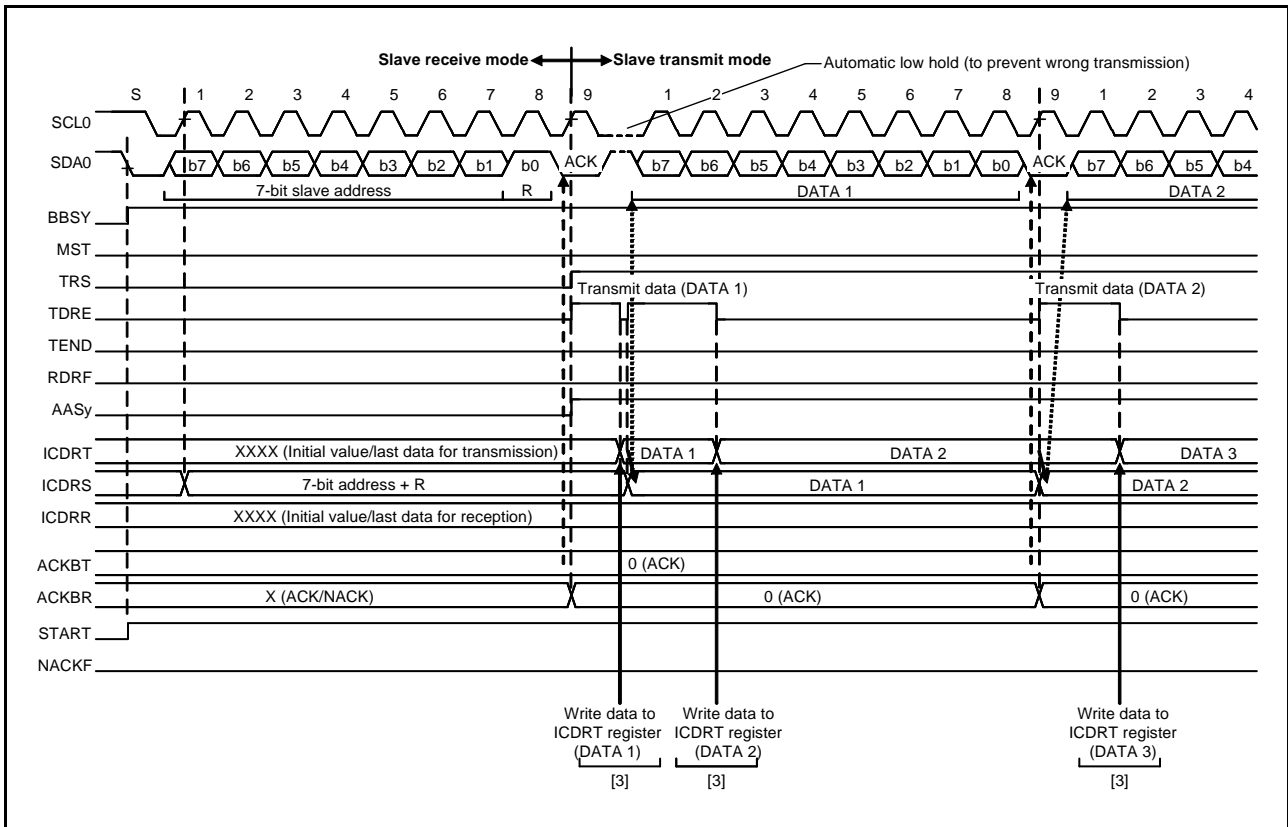 Slave receive mode Slave transmit mode Automatic low hold (to prevent wrong transmission)
S 1 2 3 4 5 6 7 8 9 1 2 3 4 5 6 7 8 9 1 2 3 4
SCL0
SDA0 b7 b6 b5 b4 b3 b2 b1 b0 ACK b7 b6 b5 b4 b3 b2 b1 b0 ACK b7 b6 b5 b4
7-bit slave address R DATA 1 DATA 2
BBSY
MST
TRS
Transmit data (DATA 1) Transmit data (DATA 2)
TDRE
TEND
RDRF
AASy
ICDRT XXXX (Initial value/last data for transmission) DATA 1 DATA 2 DATA 3
ICDRS 7-bit address + R DATA 1 DATA 2
ICDRR XXXX (Initial value/last data for reception)
ACKBT 0 (ACK)
ACKBR X (ACK/NACK) 0 (ACK) 0 (ACK)
START
NACKF
Write data to ICDRT register (DATA 1) [3]
Write data to ICDRT register (DATA 2) [3]
Write data to ICDRT register (DATA 3) [3]